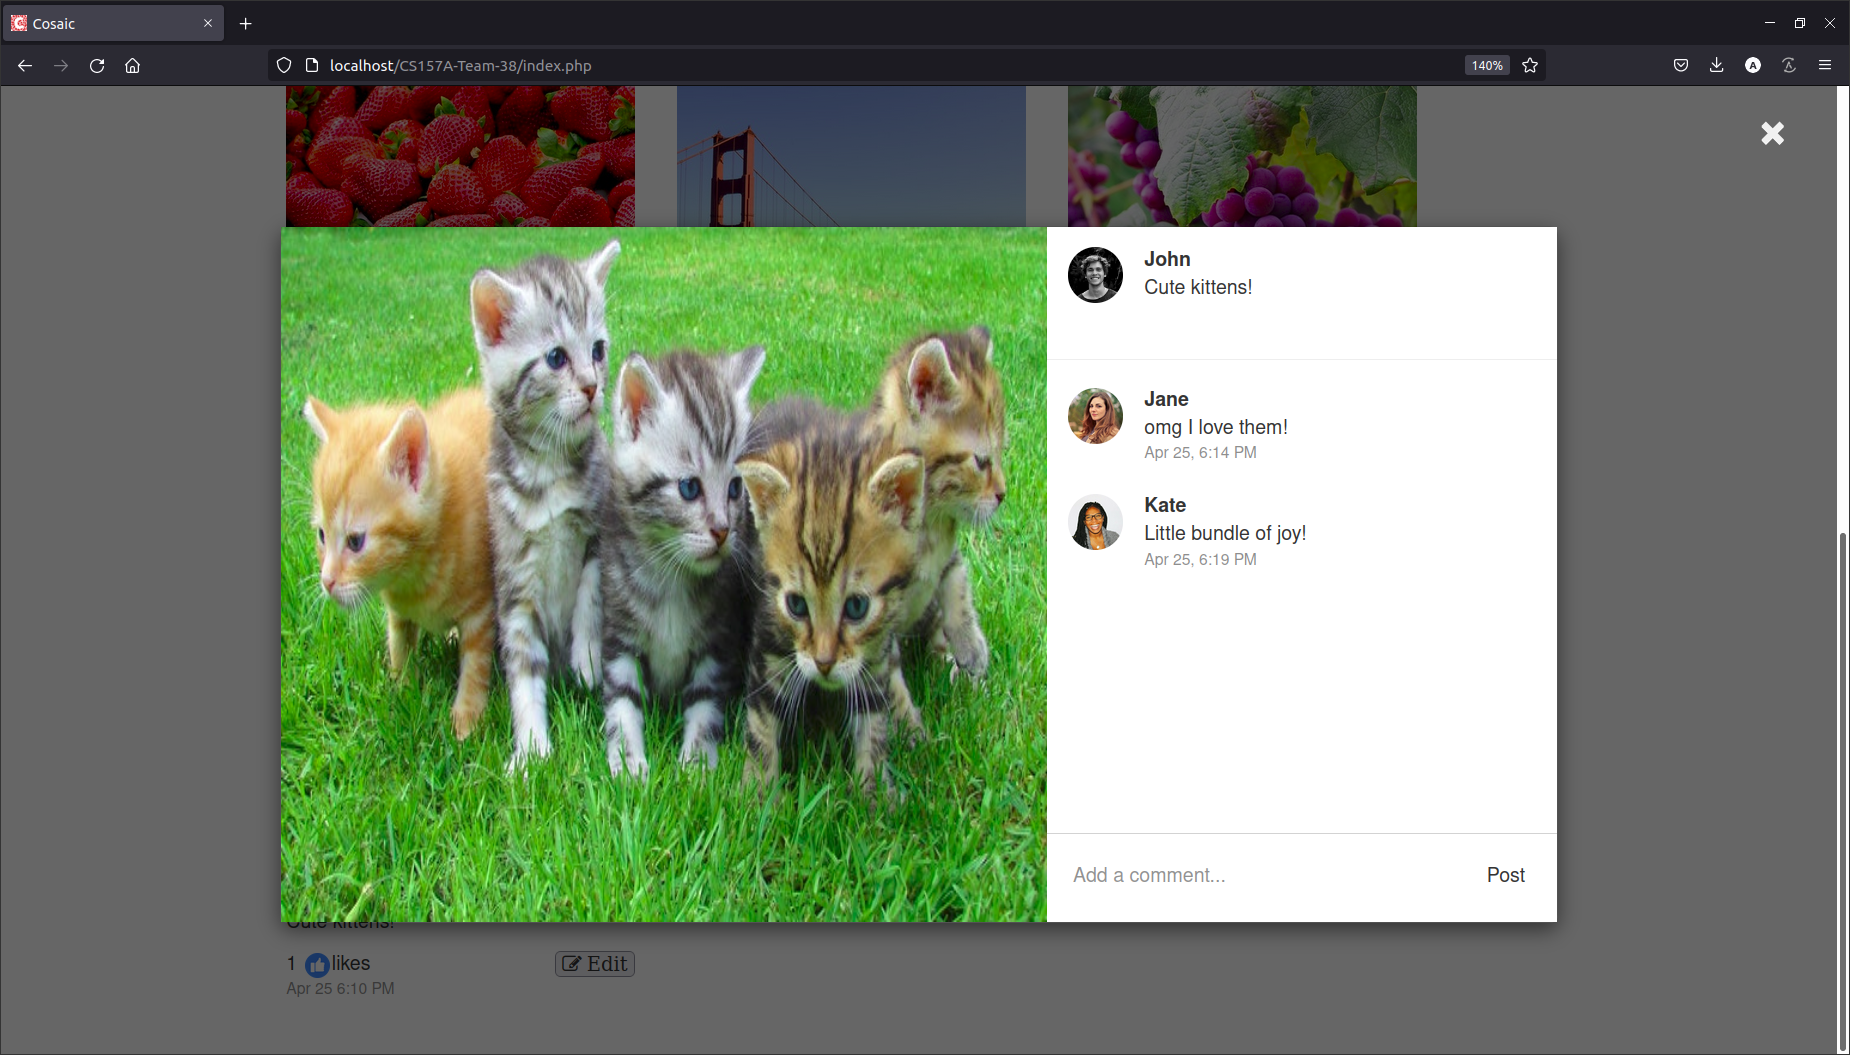 Cosaic
localhost/CS157A-Team-38/index.php
140%
John
Cute kittens!
Jane
omg I love them!
Apr 25, 6:14 PM
Kate
Little bundle of joy!
Apr 25, 6:19 PM
Add a comment...
Post
Cute kittens!
1 likes
Edit
Apr 25 6:10 PM